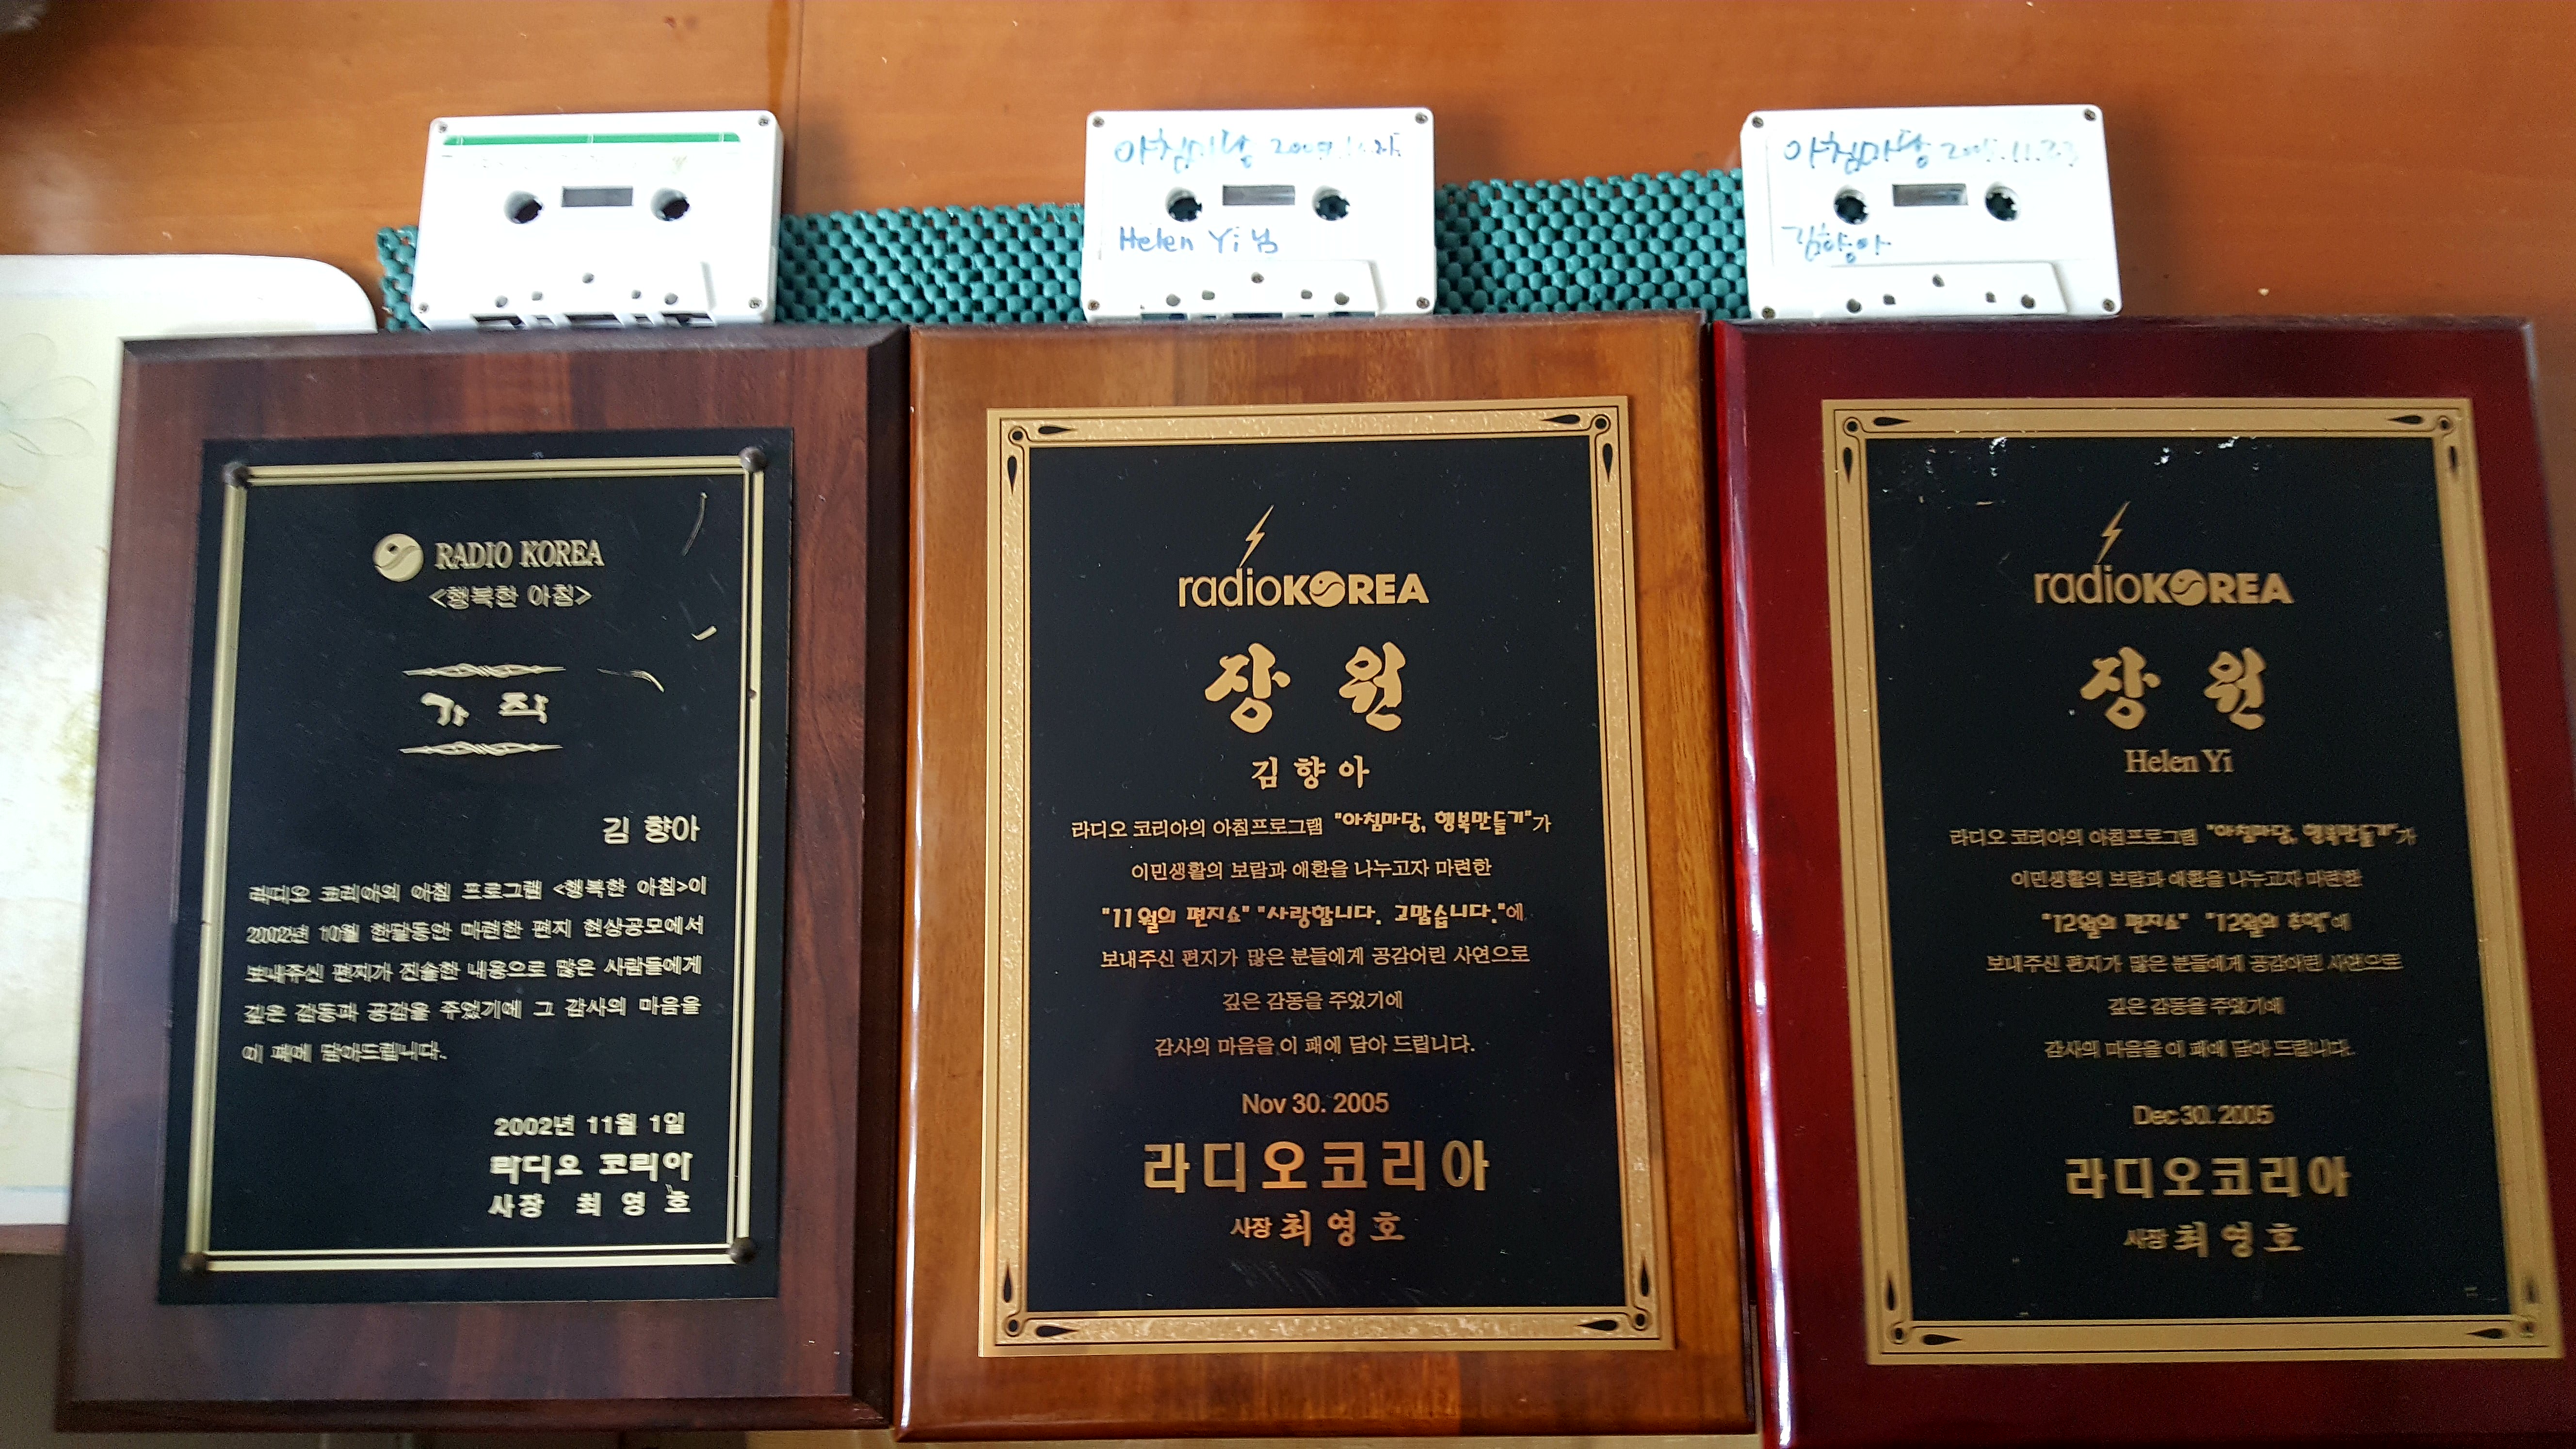 아침마당
Helen Yi 님
아침마당 2005.11.23
김향아
RADIO KOREA
<행복한 아침>
가 작
김 향아
라디오 코리아의 아침 프로그램 <행복한 아침>이
2002년 10월 한달동안 마련한 편지 현상공모에서
보내주신 편지가 진솔한 내용으로 많은 사람들에게
깊은 감동과 공감을 주었기에 그 감사의 마음을
이 패에 담아드립니다.
2002년 11월 1일
라디오 코리아
사장 최 영 호
radioKOREA
장 원
김 향 아
라디오 코리아의 아침프로그램 "아침마당, 행복만들기"가
이민생활의 보람과 애환을 나누고자 마련한
"11월의 편지쇼" "사랑합니다. 고맙습니다."에
보내주신 편지가 많은 분들에게 공감어린 사연으로
깊은 감동을 주었기에
감사의 마음을 이 패에 담아 드립니다.
Nov 30. 2005
라디오코리아
사장 최 영 호
radioKOREA
장 원
Helen Yi
라디오 코리아의 아침프로그램 "아침마당, 행복만들기"가
이민생활의 보람과 애환을 나누고자 마련한
"12월의 편지쇼" "12월의 추억"에
보내주신 편지가 많은 분들에게 공감어린 사연으로
깊은 감동을 주었기에
감사의 마음을 이 패에 담아 드립니다.
Dec 30. 2005
라디오코리아
사장 최 영 호